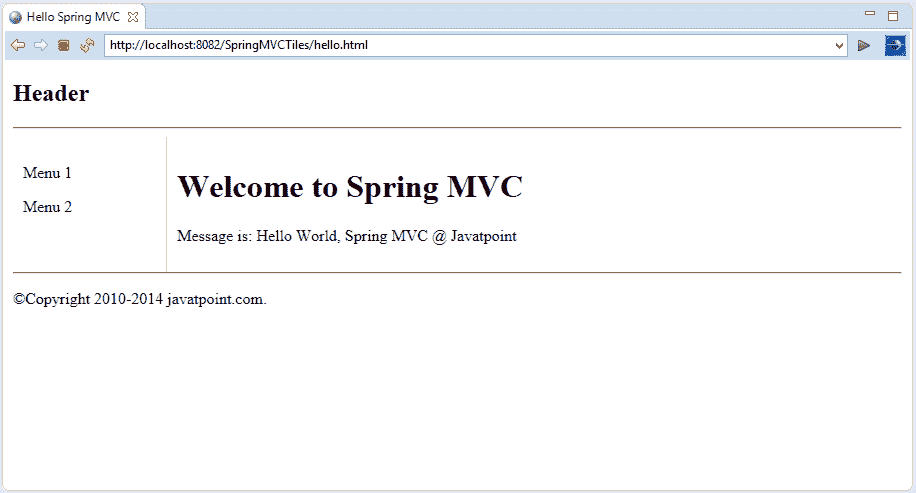 Hello Spring MVC
http://localhost:8082/SpringMVCTiles/hello.html
Header
Menu 1
Menu 2
Welcome to Spring MVC
Message is: Hello World, Spring MVC @ Javatpoint
©Copyright 2010-2014 javatpoint.com.